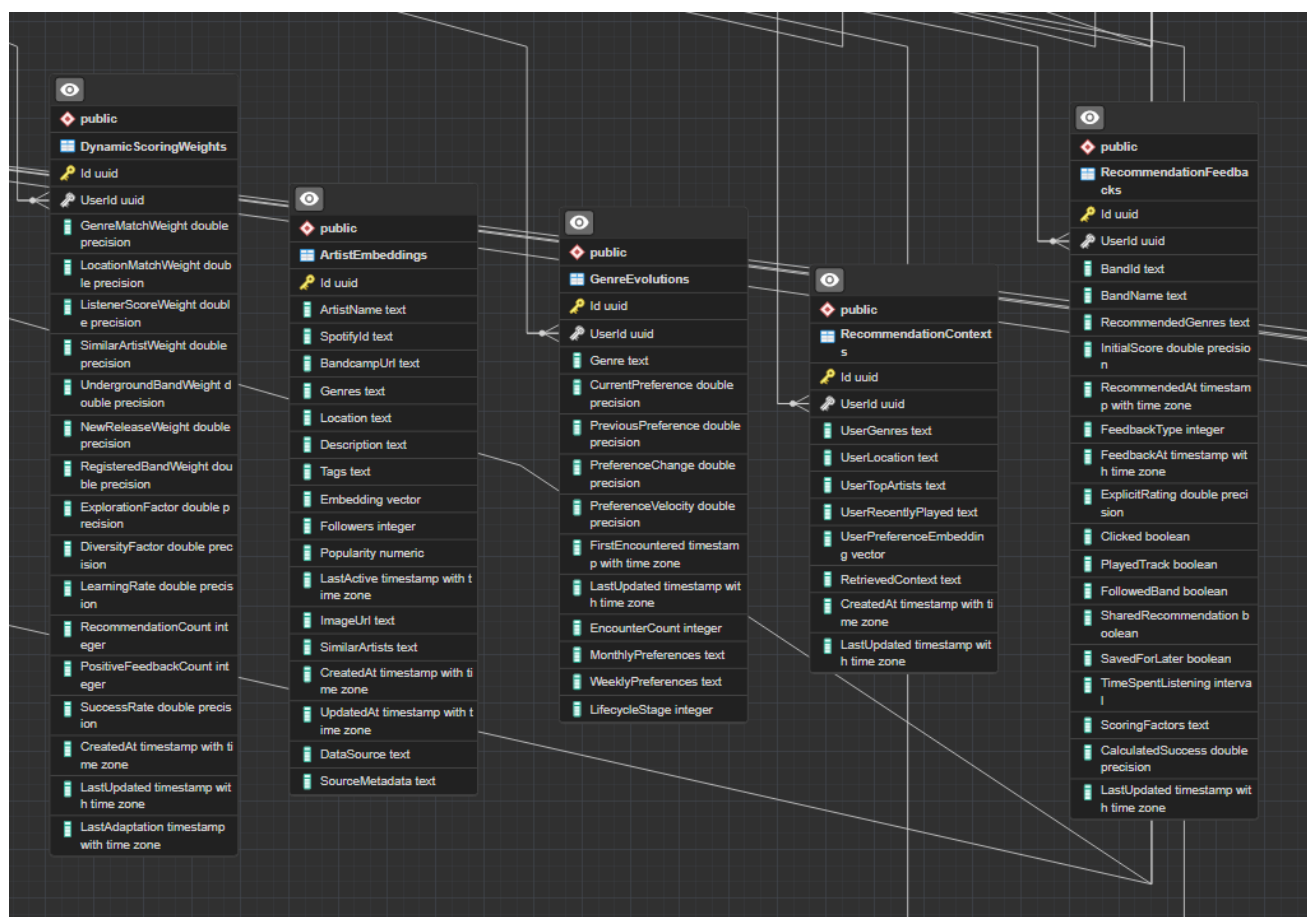 public
DynamicScoringWeights
Id uuid
UserId uuid
GenreMatchWeight double
precision
LocationMatchWeight doub
le precision
ListenerScoreWeight doubl
e precision
SimilarArtistWeight double
precision
UndergroundBandWeight d
ouble precision
NewReleaseWeight double
precision
RegisteredBandWeight dou
ble precision
ExplorationFactor double p
recision
DiversityFactor double prec
ision
LearningRate double precis
ion
RecommendationCount int
eger
PositiveFeedbackCount int
eger
SuccessRate double precis
ion
CreatedAt timestamp with ti
me zone
LastUpdated timestamp wit
h time zone
LastAdaptation timestamp
with time zone
public
ArtistEmbeddings
Id uuid
ArtistName text
SpotifyId text
BandcampUrl text
Genres text
Location text
Description text
Tags text
Embedding vector
Followers integer
Popularity numeric
LastActive timestamp with t
ime zone
ImageUrl text
SimilarArtists text
CreatedAt timestamp with ti
me zone
UpdatedAt timestamp with t
ime zone
DataSource text
SourceMetadata text
public
GenreEvolutions
Id uuid
UserId uuid
Genre text
CurrentPreference double
precision
PreviousPreference double
precision
PreferenceChange double
precision
PreferenceVelocity double
precision
FirstEncountered timestam
p with time zone
LastUpdated timestamp wit
h time zone
EncounterCount integer
MonthlyPreferences text
WeeklyPreferences text
LifecycleStage integer
public
RecommendationContext
s
Id uuid
UserId uuid
UserGenres text
UserLocation text
UserTopArtists text
UserRecentlyPlayed text
UserPreferenceEmbeddin
g vector
RetrievedContext text
CreatedAt timestamp with ti
me zone
LastUpdated timestamp wit
h time zone
public
RecommendationFeedba
cks
Id uuid
UserId uuid
BandId text
BandName text
RecommendedGenres text
InitialScore double precisio
n
RecommendedAt timestam
p with time zone
FeedbackType integer
FeedbackAt timestamp wit
h time zone
ExplicitRating double preci
sion
Clicked boolean
PlayedTrack boolean
FollowedBand boolean
SharedRecommendation b
oolean
SavedForLater boolean
TimeSpentListening interva
l
ScoringFactors text
CalculatedSuccess double
precision
LastUpdated timestamp wit
h time zone